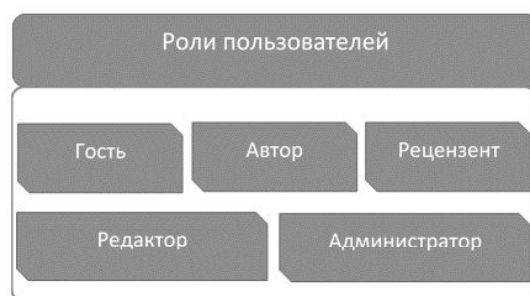 Роли пользователей
Гость
Автор
Рецензент
Редактор
Администратор